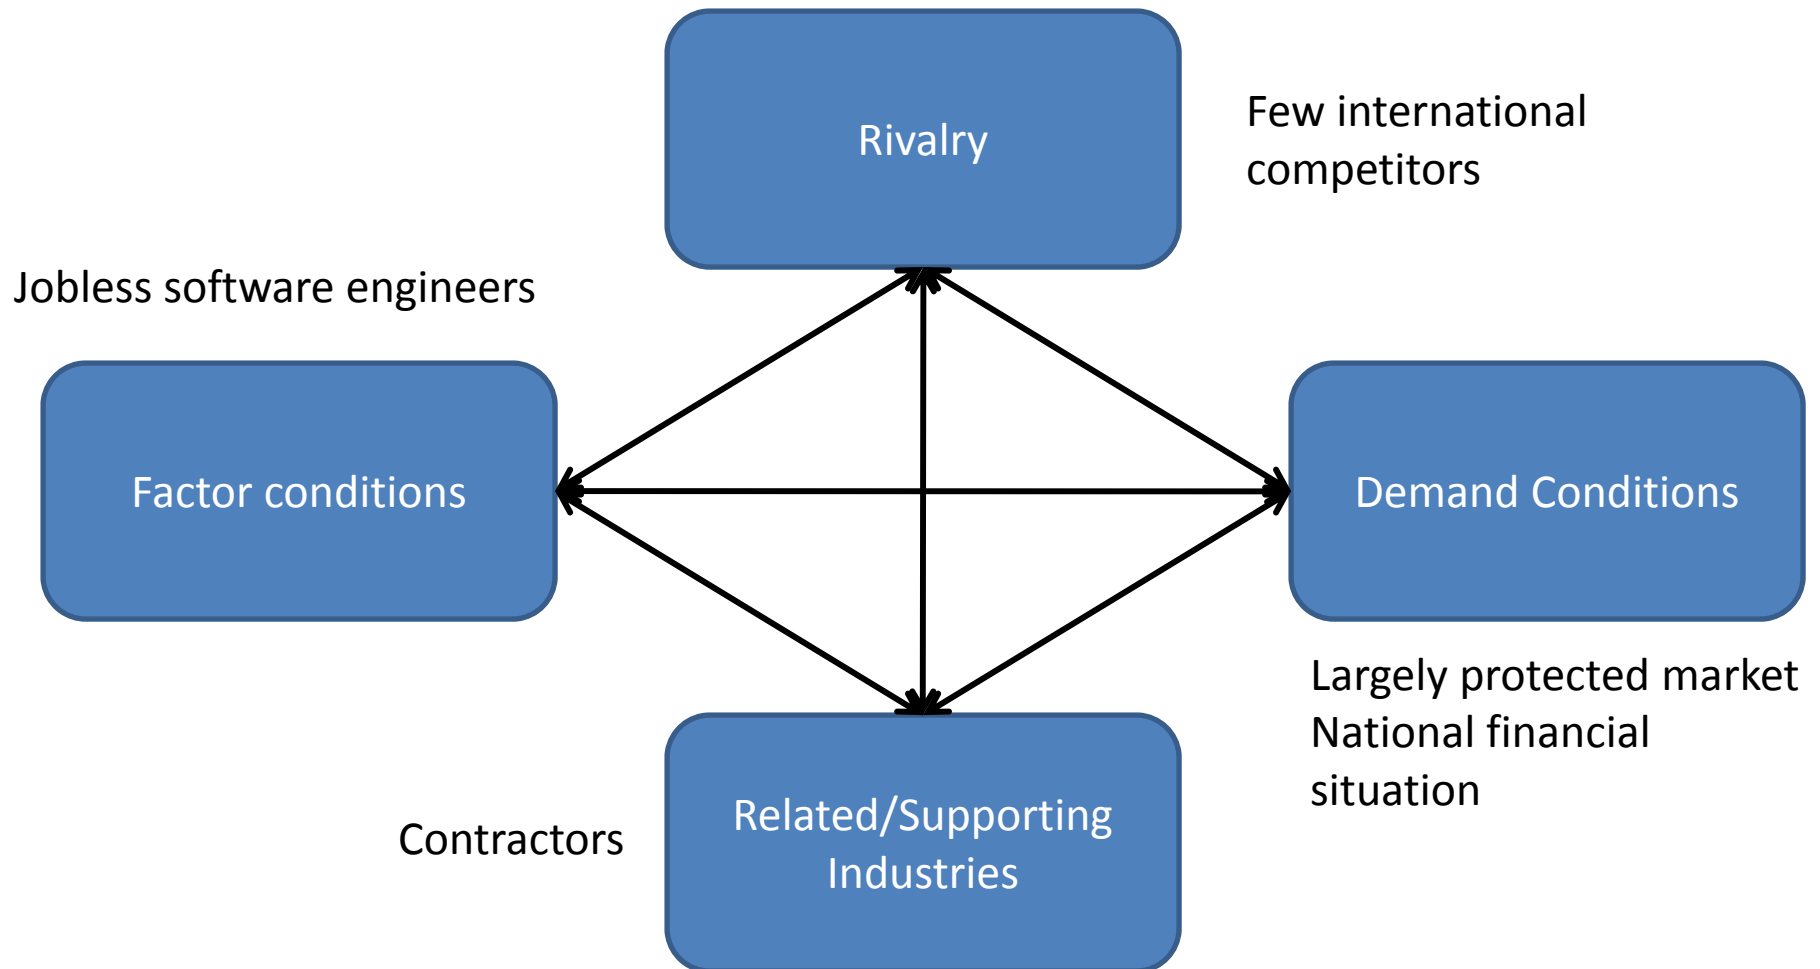 Rivalry
Few international
competitors
Jobless software engineers
Factor conditions
Demand Conditions
Largely protected market
National financial
situation
Related/Supporting
Industries
Contractors